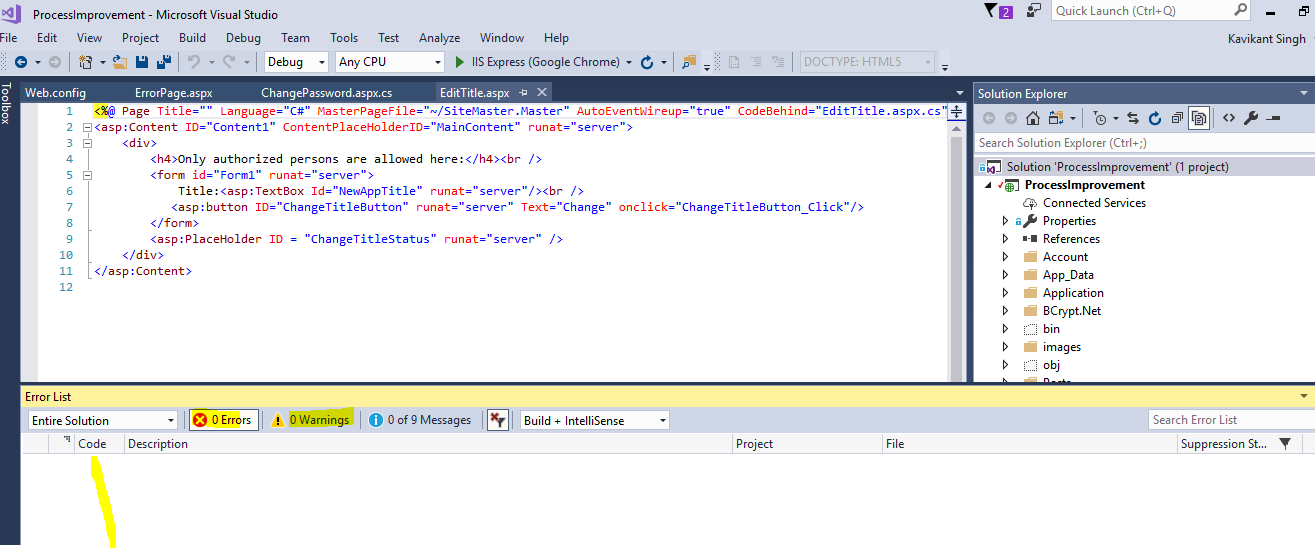 ProcessImprovement - Microsoft Visual Studio
2
Quick Launch (Ctrl+Q)
File Edit View Project Build Debug Team Tools Test Analyze Window Help
Kavikant Singh
Debug Any CPU IIS Express (Google Chrome) DOCTYPE: HTML5
Toolbox
Web.config ErrorPage.aspx ChangePassword.aspx.cs EditTitle.aspx
1 <%@ Page Title="" Language="C#" MasterPageFile="~/SiteMaster.Master" AutoEventWireup="true" CodeBehind="EditTitle.aspx.cs"
2 <asp:Content ID="Content1" ContentPlaceHolderID="MainContent" runat="server">
3 <div>
4 <h4>Only authorized persons are allowed here:</h4><br />
5 <form id="Form1" runat="server">
6 Title:<asp:TextBox Id="NewAppTitle" runat="server"/><br />
7 <asp:button ID="ChangeTitleButton" runat="server" Text="Change" onclick="ChangeTitleButton_Click"/>
8 </form>
9 <asp:PlaceHolder ID = "ChangeTitleStatus" runat="server" />
10 </div>
11 </asp:Content>
12
Solution Explorer
Search Solution Explorer (Ctrl+;)
Solution 'ProcessImprovement' (1 project)
ProcessImprovement
Connected Services
Properties
References
Account
App_Data
Application
BCrypt.Net
bin
images
obj
Error List
Entire Solution 0 Errors 0 Warnings 0 of 9 Messages Build + IntelliSense Search Error List
Code Description Project File Suppression St...